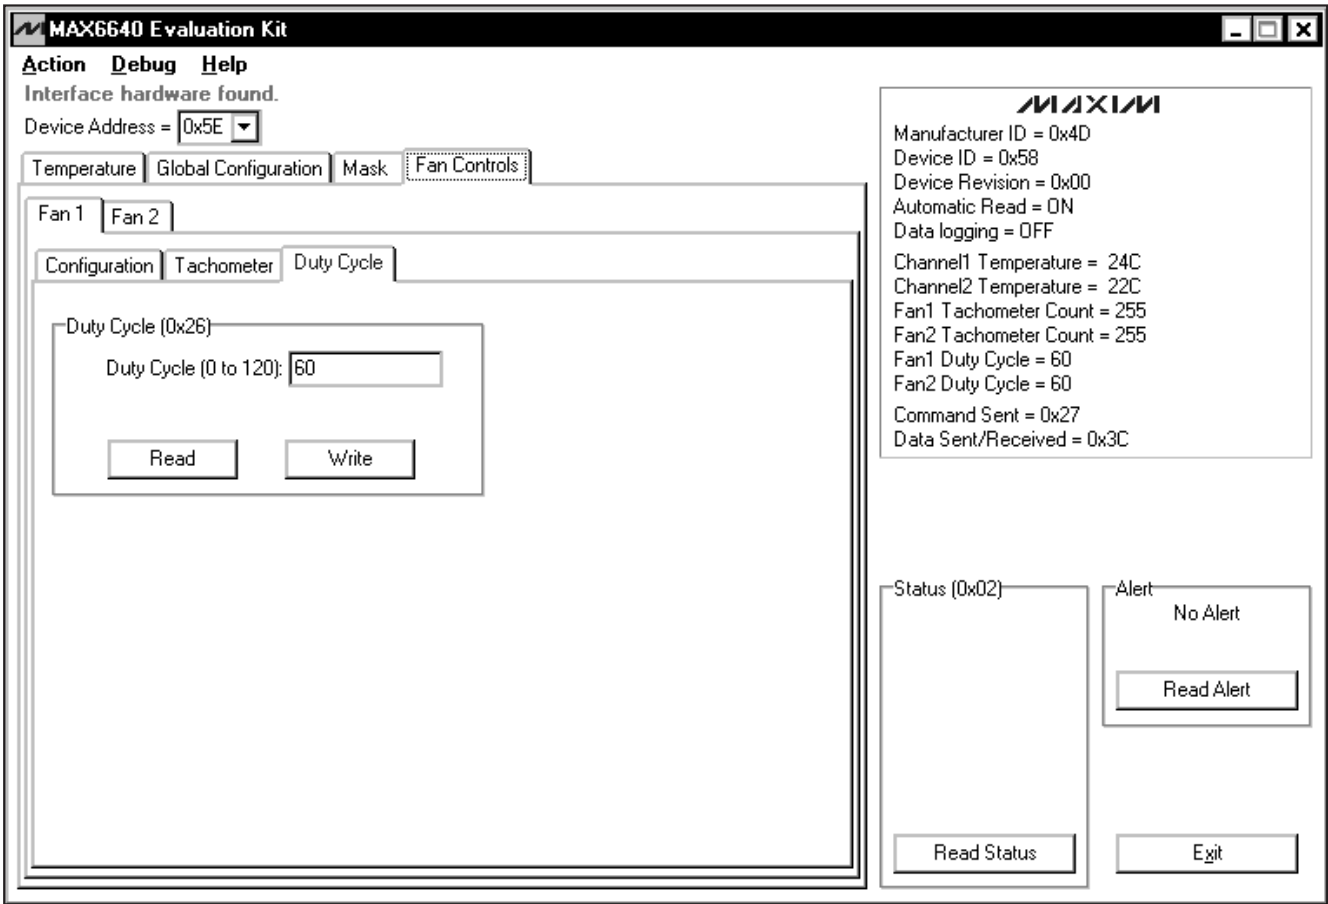 MAX6640 Evaluation Kit
Action Debug Help
Interface hardware found.
Device Address = 0x5E
Temperature Global Configuration Mask Fan Controls
Fan 1 Fan 2
Configuration Tachometer Duty Cycle
Duty Cycle (0x26)
Duty Cycle (0 to 120): 60
Read Write
MAXIM
Manufacturer ID = 0x4D
Device ID = 0x58
Device Revision = 0x00
Automatic Read = ON
Data logging = OFF
Channel1 Temperature = 24C
Channel2 Temperature = 22C
Fan1 Tachometer Count = 255
Fan2 Tachometer Count = 255
Fan1 Duty Cycle = 60
Fan2 Duty Cycle = 60
Command Sent = 0x27
Data Sent/Received = 0x3C
Status (0x02)
Read Status
Alert
No Alert
Read Alert
Exit